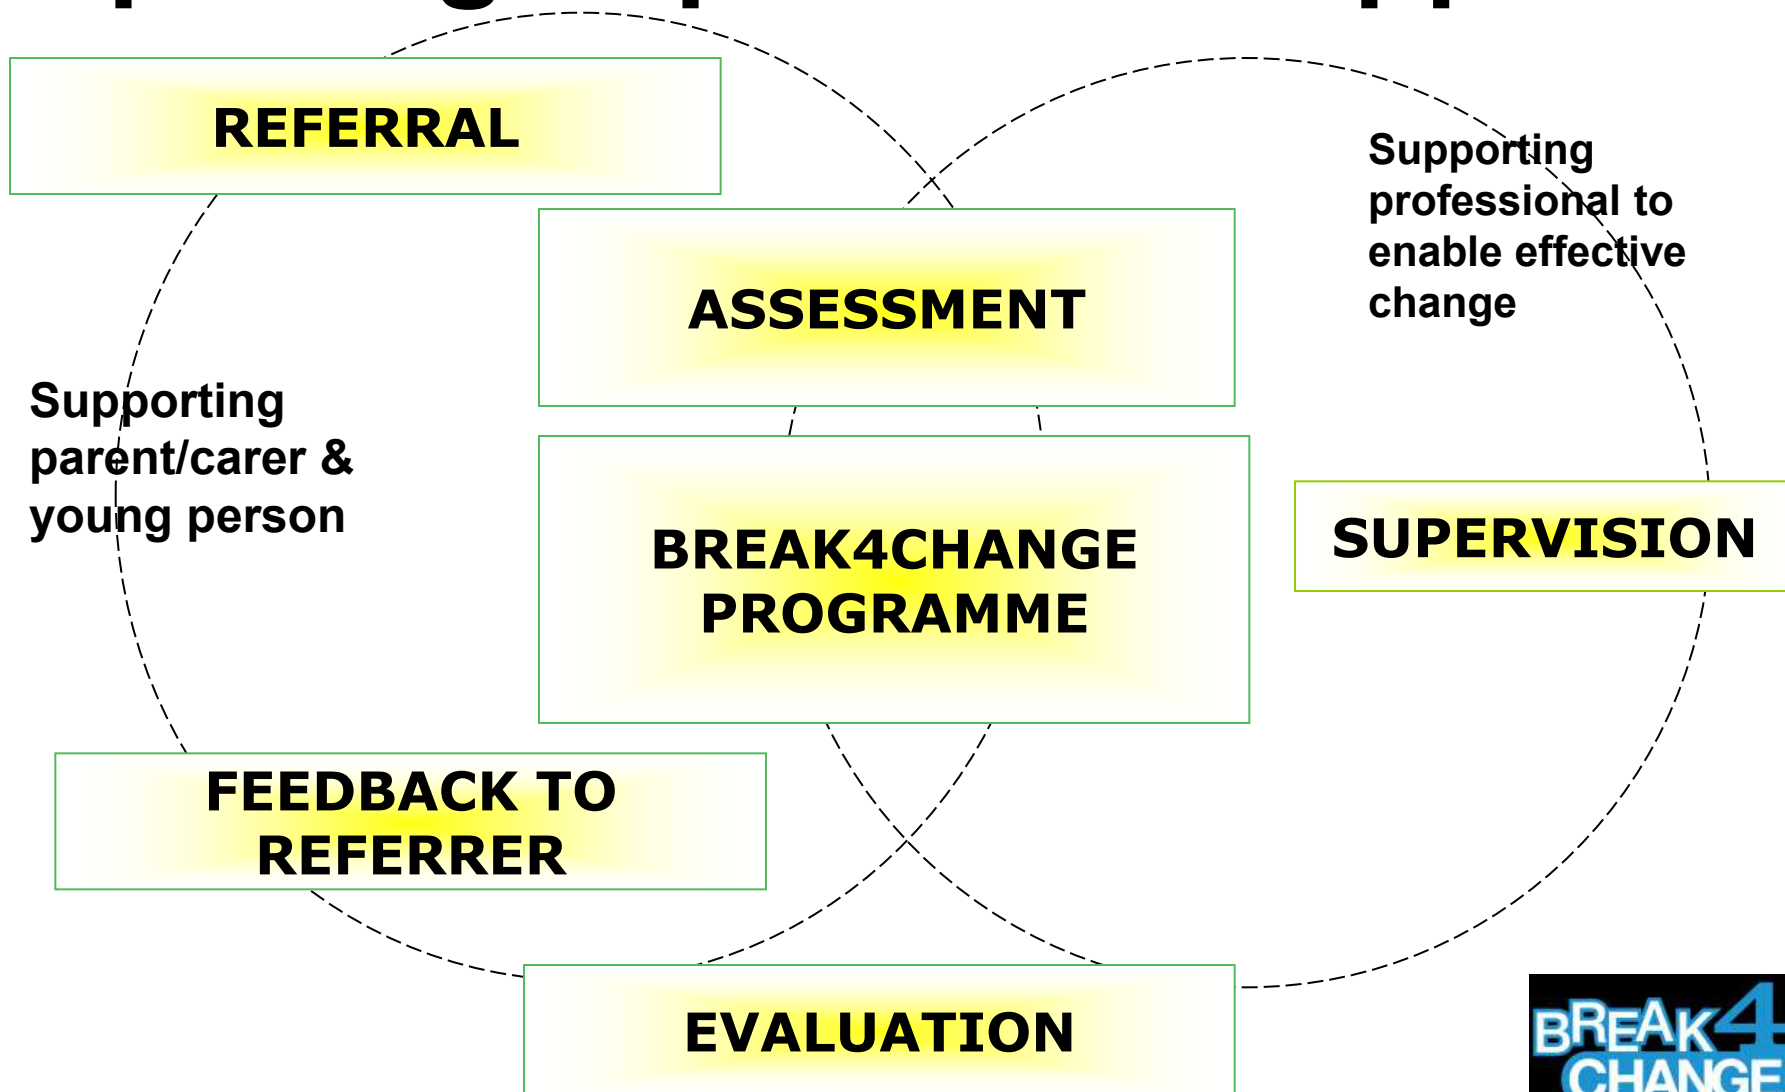 REFERRAL
Supporting
professional to
enable effective
change
ASSESSMENT
Supporting
parent/carer &
young person
BREAK4CHANGE
PROGRAMME
SUPERVISION
FEEDBACK TO
REFERRER
EVALUATION
BREAK4
CHANGE